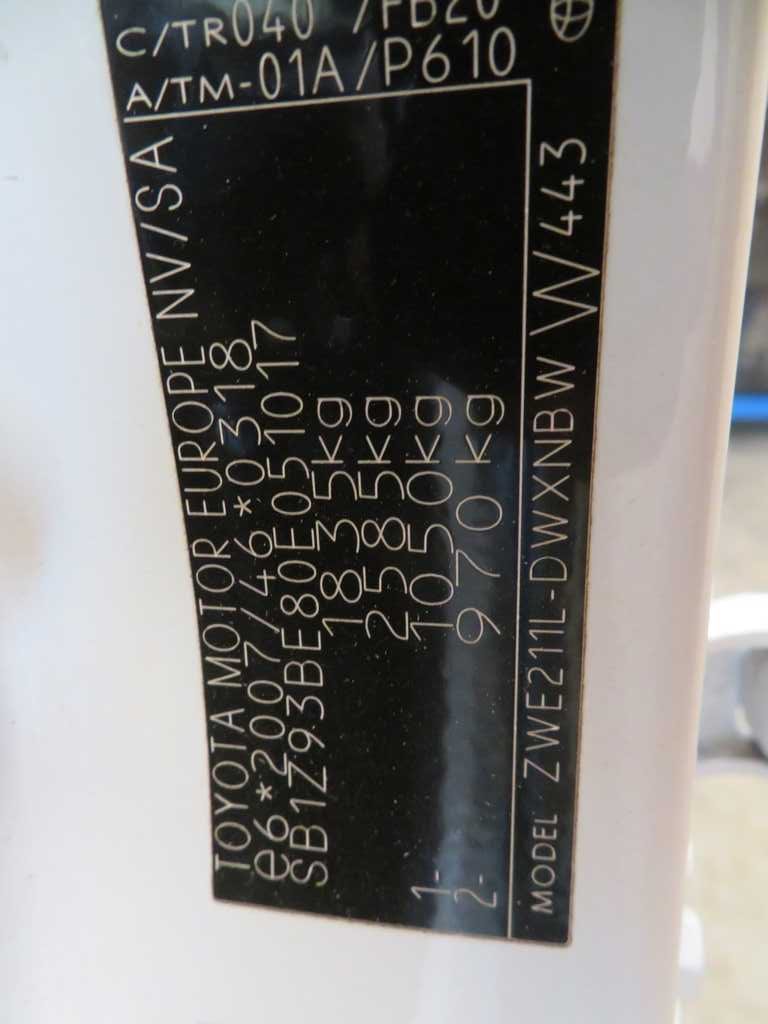 TOYOTA MOTOR EUROPE NV/SA
e6*2007/46*0318
SB1Z93BE80E051017
1835kg
2585kg
1- 1050kg
2- 970kg
MODEL ZWE211L-DWXNBW W443
C/TR040 /FB20
A/TM-01A/P610